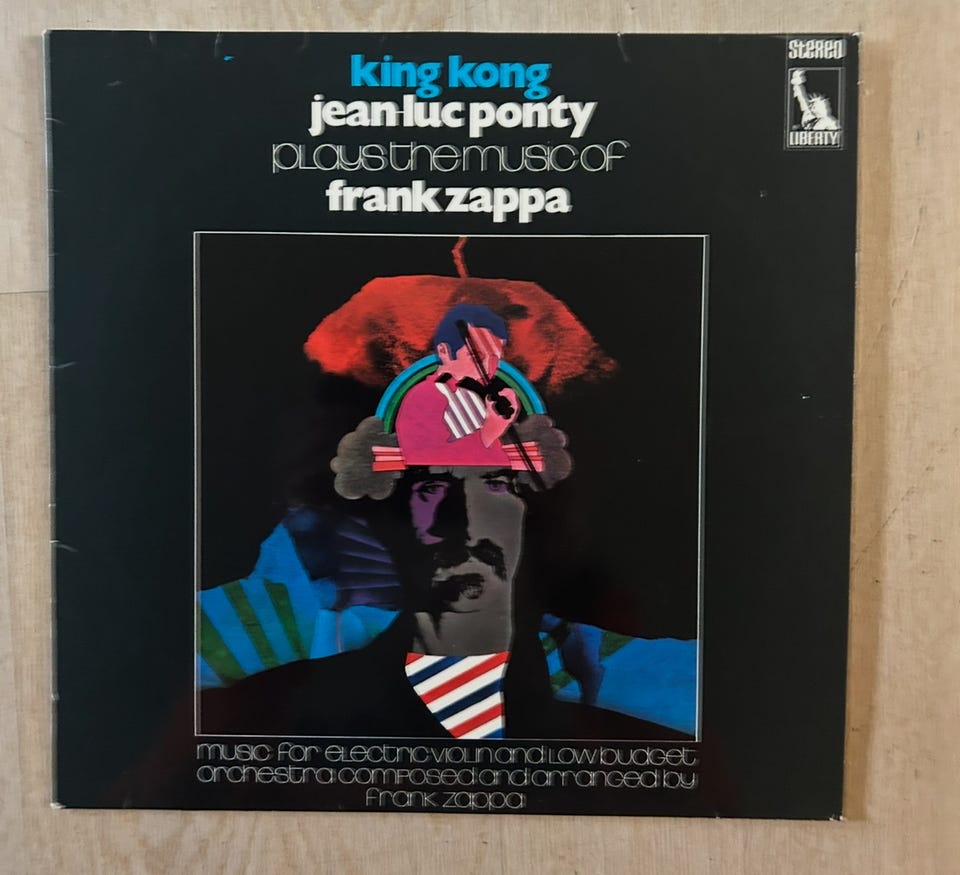 king kong
jean-luc ponty
plays the music of
frank zappa
Stereo
LIBERTY
music for electric violin and low budget
orchestra composed and arranged by
frank zappa